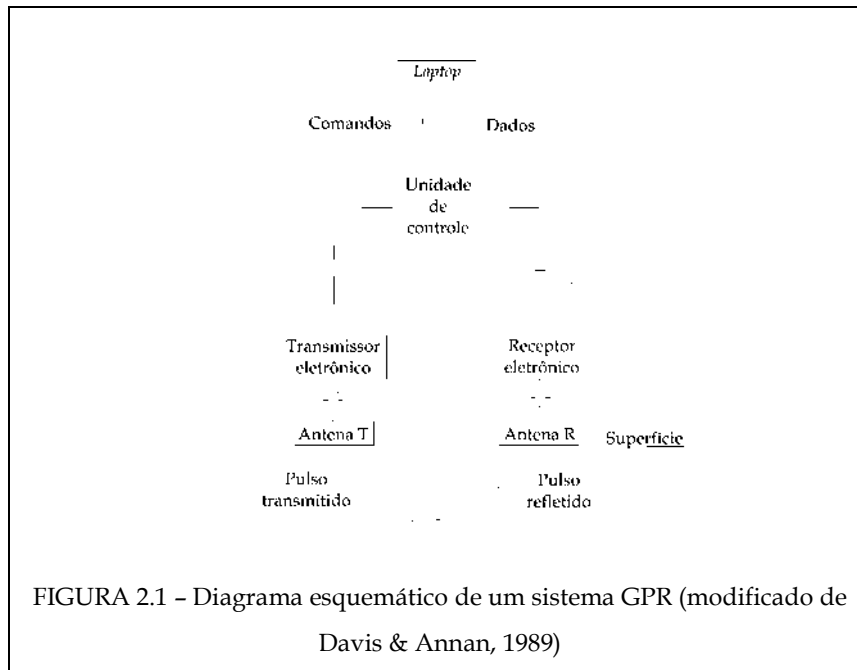 Laptop
Comandos Dados
Unidade
de
controle
Transmissor Receptor
eletrônico eletrônico
Antena T Antena R Superfície
Pulso Pulso
transmitido refletido
FIGURA 2.1 – Diagrama esquemático de um sistema GPR (modificado de
Davis & Annan, 1989)